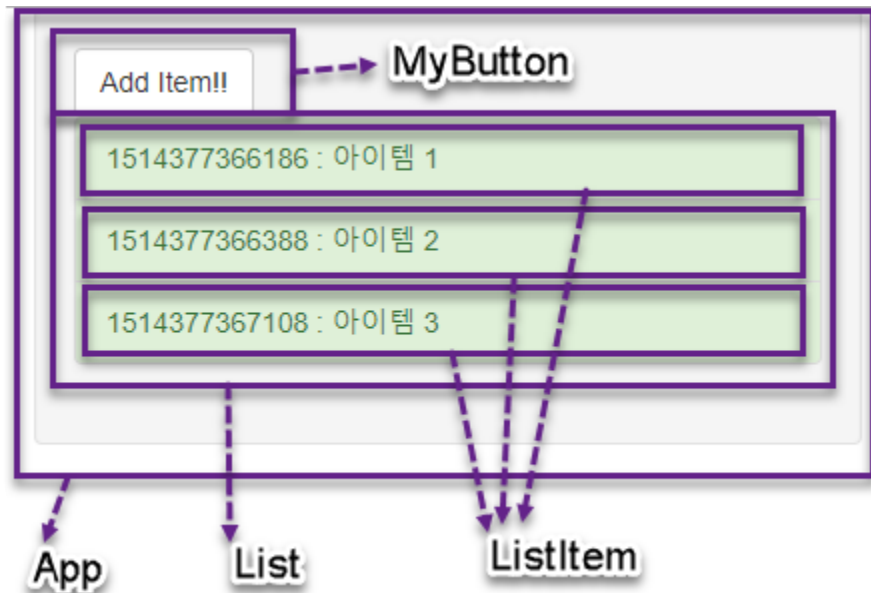 Add Item!!
MyButton
1514377366186 : 아이템 1
1514377366388 : 아이템 2
1514377367108 : 아이템 3
App
List
ListItem